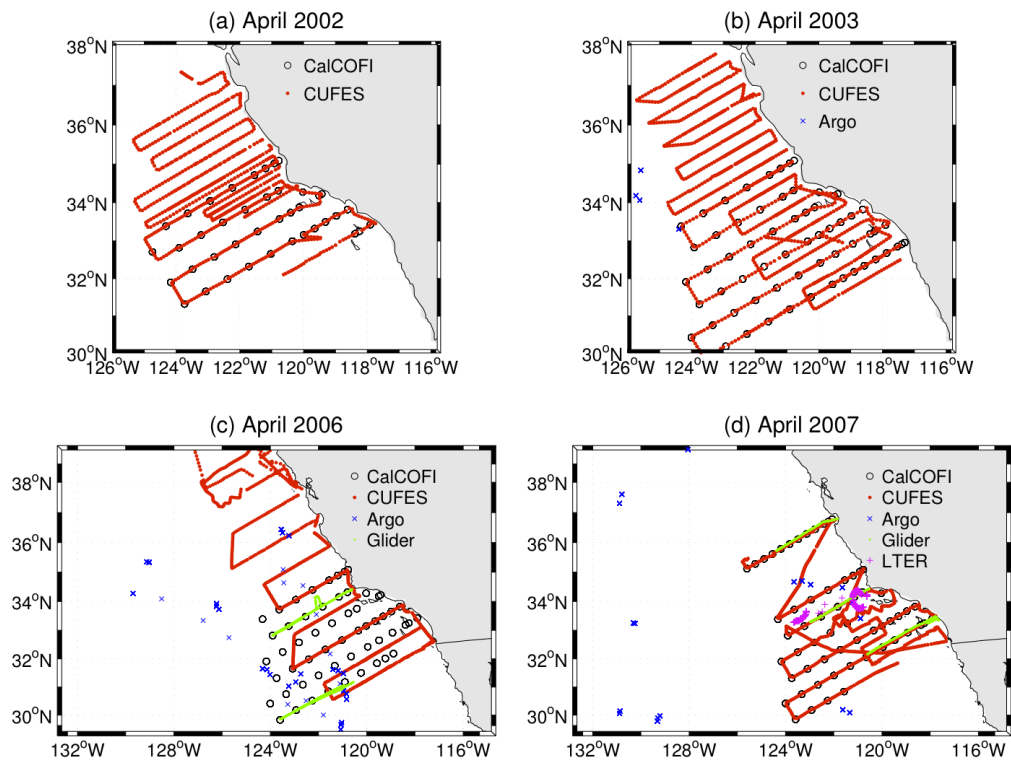 (a) April 2002
38°N
36°N
34°N
32°N
30°N
126°W 124°W 122°W 120°W 118°W 116°W
CalCOFI
CUFES
(b) April 2003
38°N
36°N
34°N
32°N
30°N
126°W 124°W 122°W 120°W 118°W 116°W
CalCOFI
CUFES
Argo
(c) April 2006
38°N
36°N
34°N
32°N
30°N
132°W 128°W 124°W 120°W 116°W
CalCOFI
CUFES
Argo
Glider
(d) April 2007
38°N
36°N
34°N
32°N
30°N
132°W 128°W 124°W 120°W 116°W
CalCOFI
CUFES
Argo
Glider
LTER